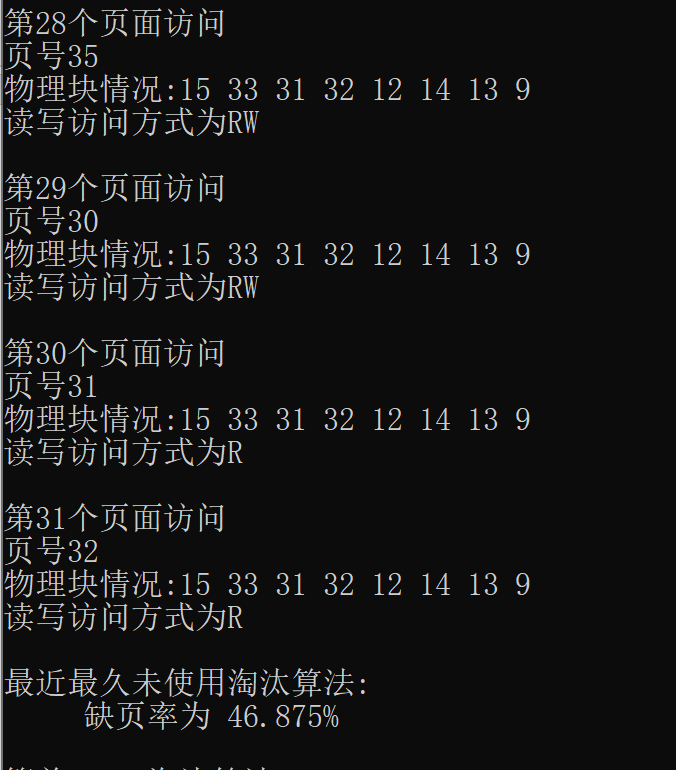 第28个页面访问
页号35
物理块情况:15 33 31 32 12 14 13 9
读写访问方式为RW
第29个页面访问
页号30
物理块情况:15 33 31 32 12 14 13 9
读写访问方式为RW
第30个页面访问
页号31
物理块情况:15 33 31 32 12 14 13 9
读写访问方式为R
第31个页面访问
页号32
物理块情况:15 33 31 32 12 14 13 9
读写访问方式为R
最近最久未使用淘汰算法:
缺页率为 46.875%